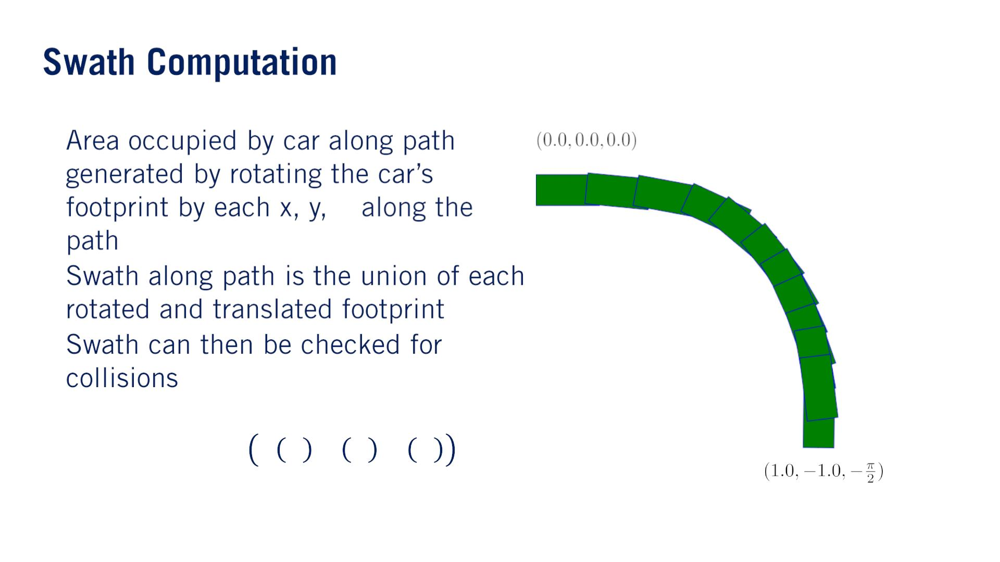 Swath Computation
Area occupied by car along path
generated by rotating the car’s
footprint by each x, y, along the
path
Swath along path is the union of each
rotated and translated footprint
Swath can then be checked for
collisions
( ( ) ( ) ( ))
(0.0, 0.0, 0.0)
(1.0, −1.0, −π/2)